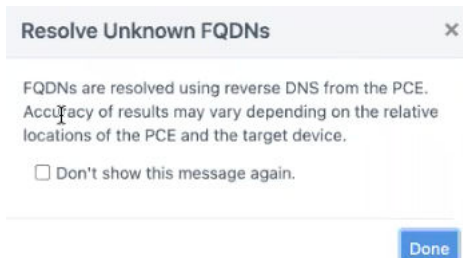 Resolve Unknown FQDNs
FQDNs are resolved using reverse DNS from the PCE.
Accuracy of results may vary depending on the relative
locations of the PCE and the target device.
Don't show this message again.
Done